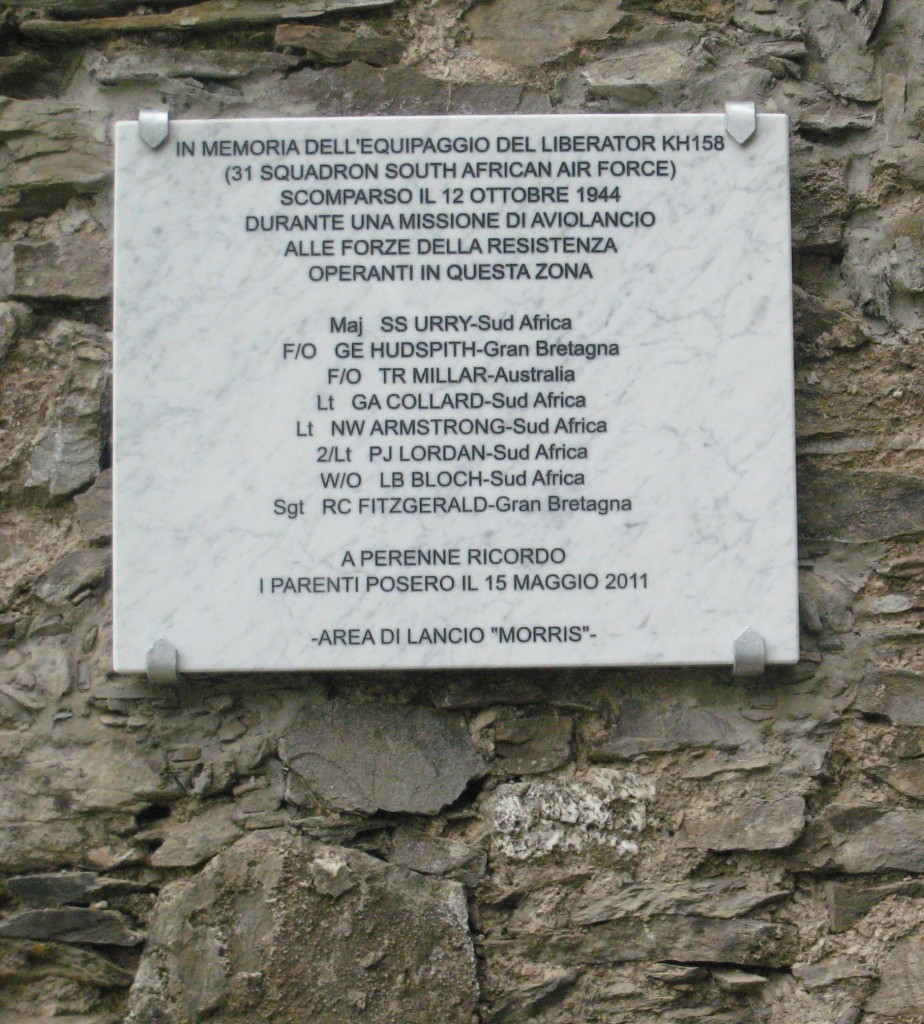 IN MEMORIA DELL'EQUIPAGGIO DEL LIBERATOR KH158
(31 SQUADRON SOUTH AFRICAN AIR FORCE)
SCOMPARSO IL 12 OTTOBRE 1944
DURANTE UNA MISSIONE DI AVIOLANCIO
ALLE FORZE DELLA RESISTENZA
OPERANTI IN QUESTA ZONA
Maj SS URRY-Sud Africa
F/O GE HUDSPITH-Gran Bretagna
F/O TR MILLAR-Australia
Lt GA COLLARD-Sud Africa
Lt NW ARMSTRONG-Sud Africa
2/Lt PJ LORDAN-Sud Africa
W/O LB BLOCH-Sud Africa
Sgt RC FITZGERALD-Gran Bretagna
A PERENNE RICORDO
I PARENTI POSERO IL 15 MAGGIO 2011
-AREA DI LANCIO "MORRIS"-